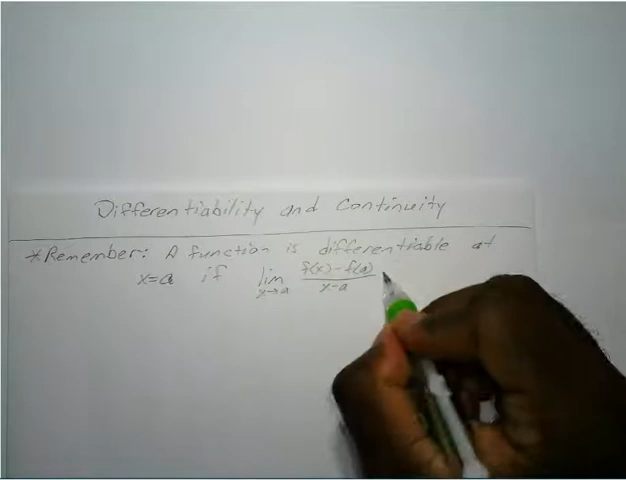 Differentiability and Continuity
*Remember: A function is differentiable at
x=a if lim x→a f(x)-f(a)/x-a